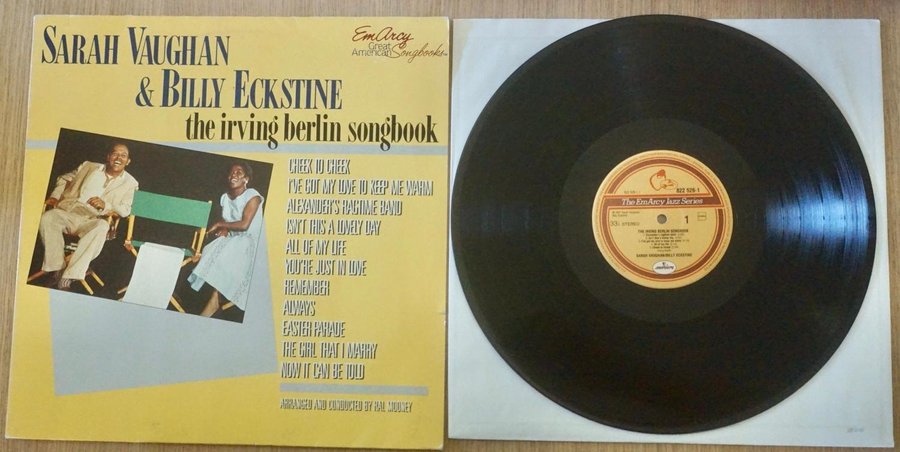 SARAH VAUGHAN
& BILLY ECKSTINE
the irving berlin songbook
EmArcy
Great
American Songbooks
CHEEK TO CHEEK
I'VE GOT MY LOVE TO KEEP ME WARM
ALEXANDER'S RAGTIME BAND
ISN'T THIS A LOVELY DAY
ALL OF MY LIFE
YOU'RE JUST IN LOVE
REMEMBER
ALWAYS
EASTER PARADE
THE GIRL THAT I MARRY
NOW IT CAN BE TOLD
ARRANGED AND CONDUCTED BY HAL MOONEY
822 526-1
The EmArcy Jazz Series
STEREO
1
THE IRVING BERLIN SONGBOOK
SARAH VAUGHAN/BILLY ECKSTINE